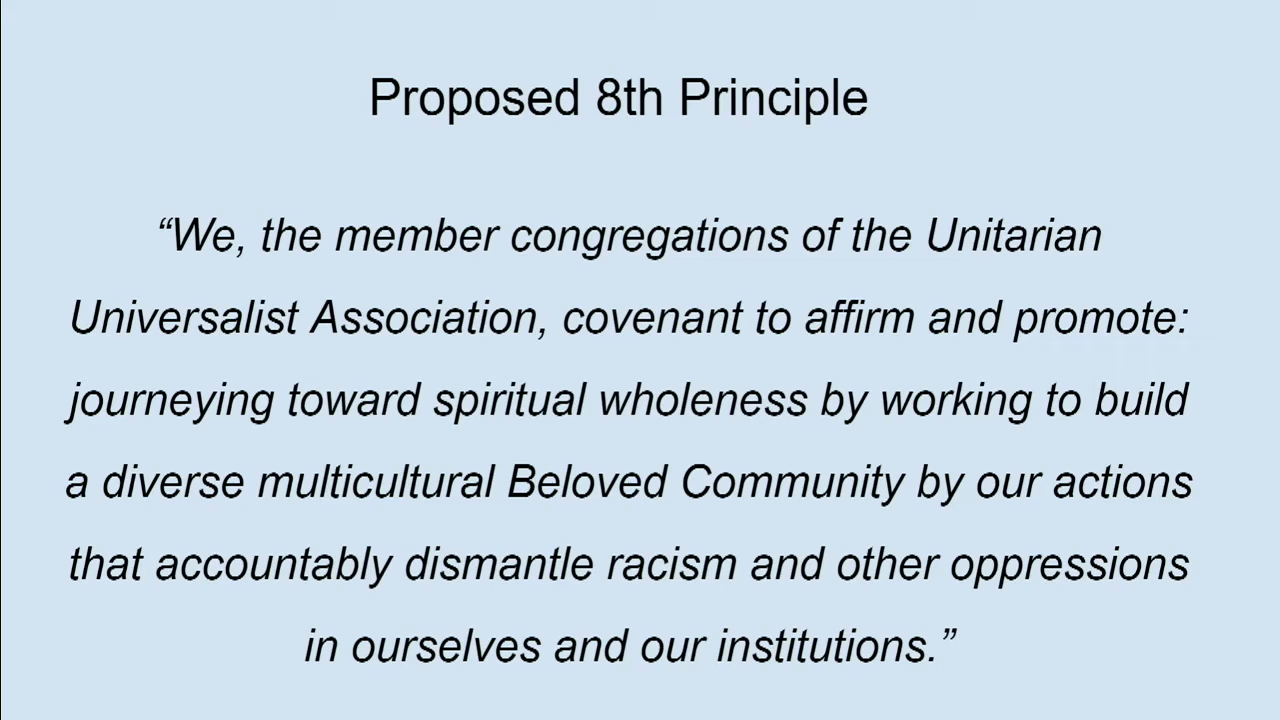 Proposed 8th Principle
“We, the member congregations of the Unitarian
Universalist Association, covenant to affirm and promote:
journeying toward spiritual wholeness by working to build
a diverse multicultural Beloved Community by our actions
that accountably dismantle racism and other oppressions
in ourselves and our institutions.”